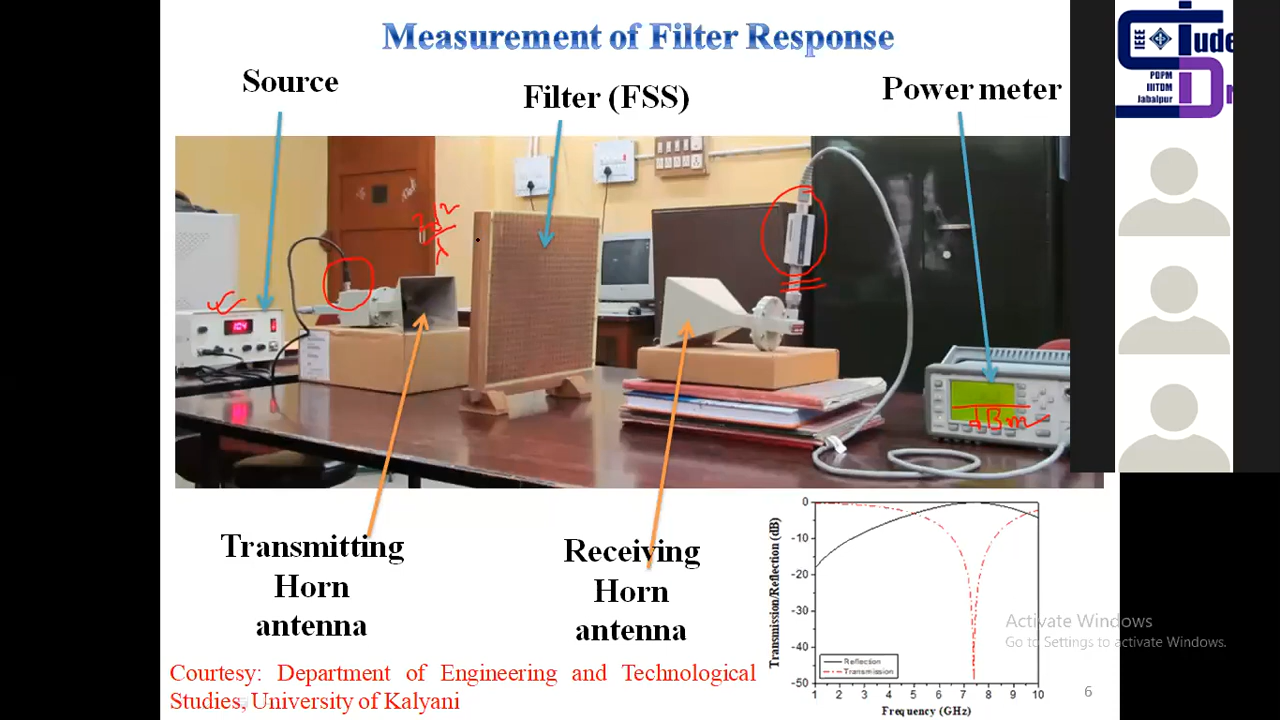 Measurement of Filter Response
Source
Filter (FSS)
Power meter
IEEE
Stude
PDPM
IIITDM
Jabalpur
2d²
λ
dBm
Transmitting
Horn
antenna
Receiving
Horn
antenna
Courtesy: Department of Engineering and Technological
Studies, University of Kalyani
Transmission/Reflection (dB)
0
-10
-20
-30
-40
-50
Reflection
Transmission
1 2 3 4 5 6 7 8 9 10
Frequency (GHz)
Activate Windows
Go to Settings to activate Windows.
6